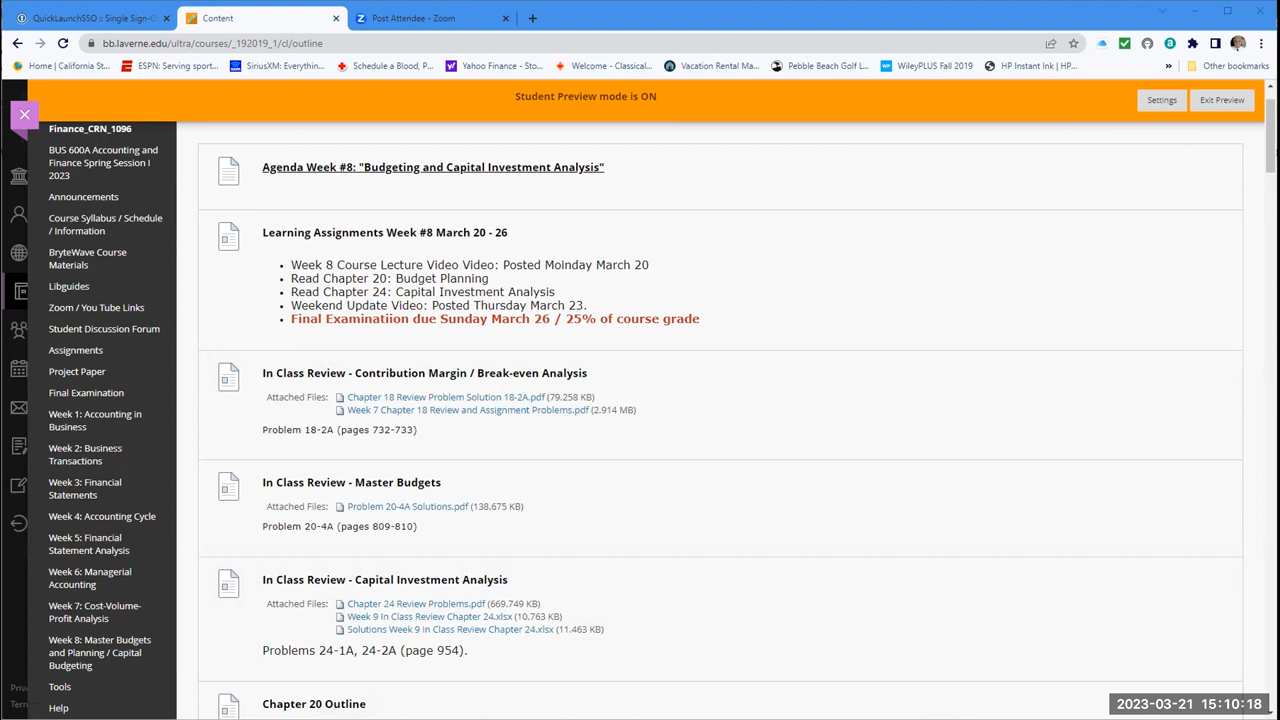 QuickLaunchSSO :: Single Sign-O
Content
Post Attendee - Zoom
bb.laverne.edu/ultra/courses/_192019_1/cl/outline
Home | California St...
ESPN: Serving sport...
SiriusXM: Everythin...
Schedule a Blood, P...
Yahoo Finance - Sto...
Welcome - Classical...
Vacation Rental Ma...
Pebble Beach Golf L...
WileyPLUS Fall 2019
HP Instant Ink | HP...
Other bookmarks
Student Preview mode is ON
Settings
Exit Preview
Finance_CRN_1096
BUS 600A Accounting and
Finance Spring Session I
2023
Announcements
Course Syllabus / Schedule
/ Information
BryteWave Course
Materials
Libguides
Zoom / You Tube Links
Student Discussion Forum
Assignments
Project Paper
Final Examination
Week 1: Accounting in
Business
Week 2: Business
Transactions
Week 3: Financial
Statements
Week 4: Accounting Cycle
Week 5: Financial
Statement Analysis
Week 6: Managerial
Accounting
Week 7: Cost-Volume-
Profit Analysis
Week 8: Master Budgets
and Planning / Capital
Budgeting
Tools
Help
Agenda Week #8: "Budgeting and Capital Investment Analysis"
Learning Assignments Week #8 March 20 - 26
Week 8 Course Lecture Video Video: Posted Moinday March 20
Read Chapter 20: Budget Planning
Read Chapter 24: Capital Investment Analysis
Weekend Update Video: Posted Thursday March 23.
Final Examinatiion due Sunday March 26 / 25% of course grade
In Class Review - Contribution Margin / Break-even Analysis
Attached Files: Chapter 18 Review Problem Solution 18-2A.pdf (79.258 KB)
Week 7 Chapter 18 Review and Assignment Problems.pdf (2.914 MB)
Problem 18-2A (pages 732-733)
In Class Review - Master Budgets
Attached Files: Problem 20-4A Solutions.pdf (138.675 KB)
Problem 20-4A (pages 809-810)
In Class Review - Capital Investment Analysis
Attached Files: Chapter 24 Review Problems.pdf (669.749 KB)
Week 9 In Class Review Chapter 24.xlsx (10.763 KB)
Solutions Week 9 in Class Review Chapter 24.xlsx (11.463 KB)
Problems 24-1A, 24-2A (page 954).
Chapter 20 Outline
Priv
Term
2023-03-21 15:10:18